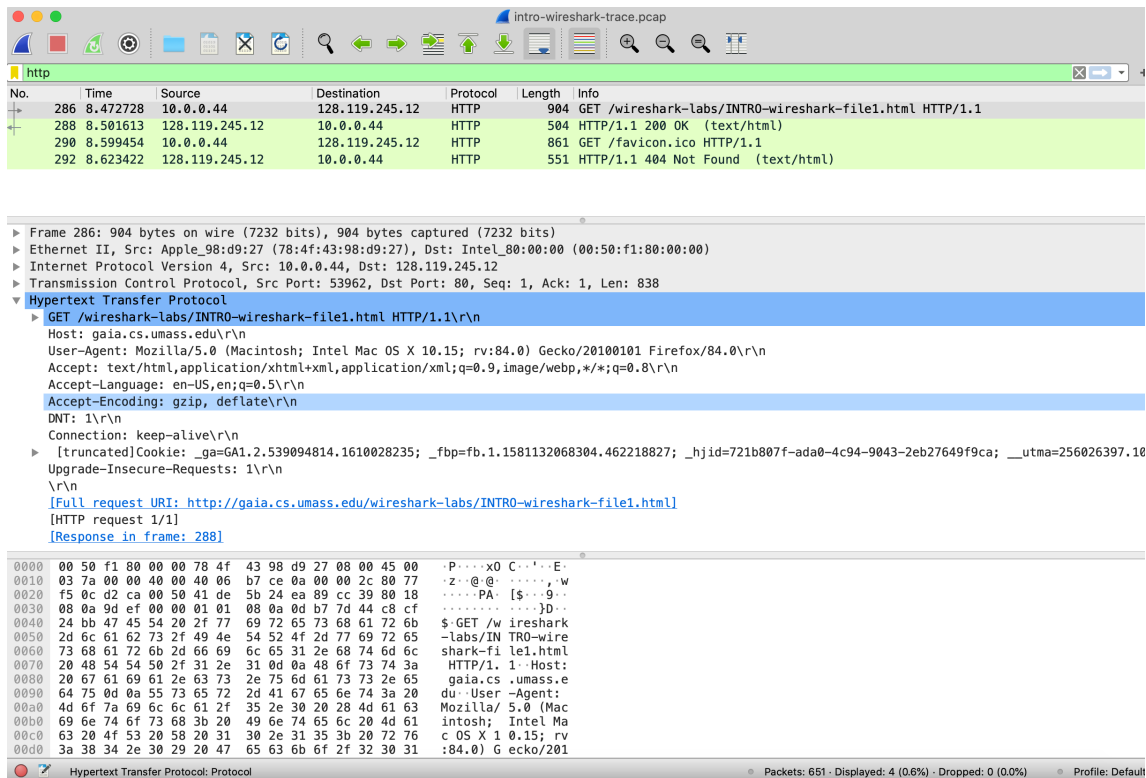 intro-wireshark-trace.pcap
http
No. Time Source Destination Protocol Length Info
286 8.472728 10.0.0.44 128.119.245.12 HTTP 904 GET /wireshark-labs/INTRO-wireshark-file1.html HTTP/1.1
288 8.501613 128.119.245.12 10.0.0.44 HTTP 504 HTTP/1.1 200 OK (text/html)
290 8.599454 10.0.0.44 128.119.245.12 HTTP 861 GET /favicon.ico HTTP/1.1
292 8.623422 128.119.245.12 10.0.0.44 HTTP 551 HTTP/1.1 404 Not Found (text/html)
Frame 286: 904 bytes on wire (7232 bits), 904 bytes captured (7232 bits)
Ethernet II, Src: Apple_98:d9:27 (78:4f:43:98:d9:27), Dst: Intel_80:00:00 (00:50:f1:80:00:00)
Internet Protocol Version 4, Src: 10.0.0.44, Dst: 128.119.245.12
Transmission Control Protocol, Src Port: 53962, Dst Port: 80, Seq: 1, Ack: 1, Len: 838
Hypertext Transfer Protocol
GET /wireshark-labs/INTRO-wireshark-file1.html HTTP/1.1\r\n
Host: gaia.cs.umass.edu\r\n
User-Agent: Mozilla/5.0 (Macintosh; Intel Mac OS X 10.15; rv:84.0) Gecko/20100101 Firefox/84.0\r\n
Accept: text/html,application/xhtml+xml,application/xml;q=0.9,image/webp,*/*;q=0.8\r\n
Accept-Language: en-US,en;q=0.5\r\n
Accept-Encoding: gzip, deflate\r\n
DNT: 1\r\n
Connection: keep-alive\r\n
[truncated]Cookie: _ga=GA1.2.539094814.1610028235; _fbp=fb.1.1581132068304.462218827; _hjid=721b807f-ada0-4c94-9043-2eb27649f9ca; __utma=256026397.10
Upgrade-Insecure-Requests: 1\r\n
\r\n
[Full request URI: http://gaia.cs.umass.edu/wireshark-labs/INTRO-wireshark-file1.html]
[HTTP request 1/1]
[Response in frame: 288]
0000 00 50 f1 80 00 00 78 4f 43 98 d9 27 08 00 45 00 ·P····xO C··'··E·
0010 03 7a 00 00 40 00 40 06 b7 ce 0a 00 00 2c 80 77 ·z··@·@· ·····,·w
0020 f5 0c d2 ca 00 50 41 de 5b 24 ea 89 cc 39 80 18 ·····PA· [$···9··
0030 08 0a 9d ef 00 00 01 01 08 0a 0d b7 7d 44 c8 cf ········ ····}D··
0040 24 bb 47 45 54 20 2f 77 69 72 65 73 68 61 72 6b $·GET /w ireshark
0050 2d 6c 61 62 73 2f 49 4e 54 52 4f 2d 77 69 72 65 -labs/IN TRO-wire
0060 73 68 61 72 6b 2d 66 69 6c 65 31 2e 68 74 6d 6c shark-fi le1.html
0070 20 48 54 54 50 2f 31 2e 31 0d 0a 48 6f 73 74 3a HTTP/1. 1··Host:
0080 20 67 61 69 61 2e 63 73 2e 75 6d 61 73 73 2e 65 gaia.cs .umass.e
0090 64 75 0d 0a 55 73 65 72 2d 41 67 65 6e 74 3a 20 du··User -Agent:
00a0 4d 6f 7a 69 6c 6c 61 2f 35 2e 30 20 28 4d 61 63 Mozilla/ 5.0 (Mac
00b0 69 6e 74 6f 73 68 3b 20 49 6e 74 65 6c 20 4d 61 intosh; Intel Ma
00c0 63 20 4f 53 20 58 20 31 30 2e 31 35 3b 20 72 76 c OS X 1 0.15; rv
00d0 3a 38 34 2e 30 29 20 47 65 63 6b 6f 2f 32 30 31 :84.0) G ecko/201
Hypertext Transfer Protocol: Protocol Packets: 651 · Displayed: 4 (0.6%) · Dropped: 0 (0.0%) Profile: Default